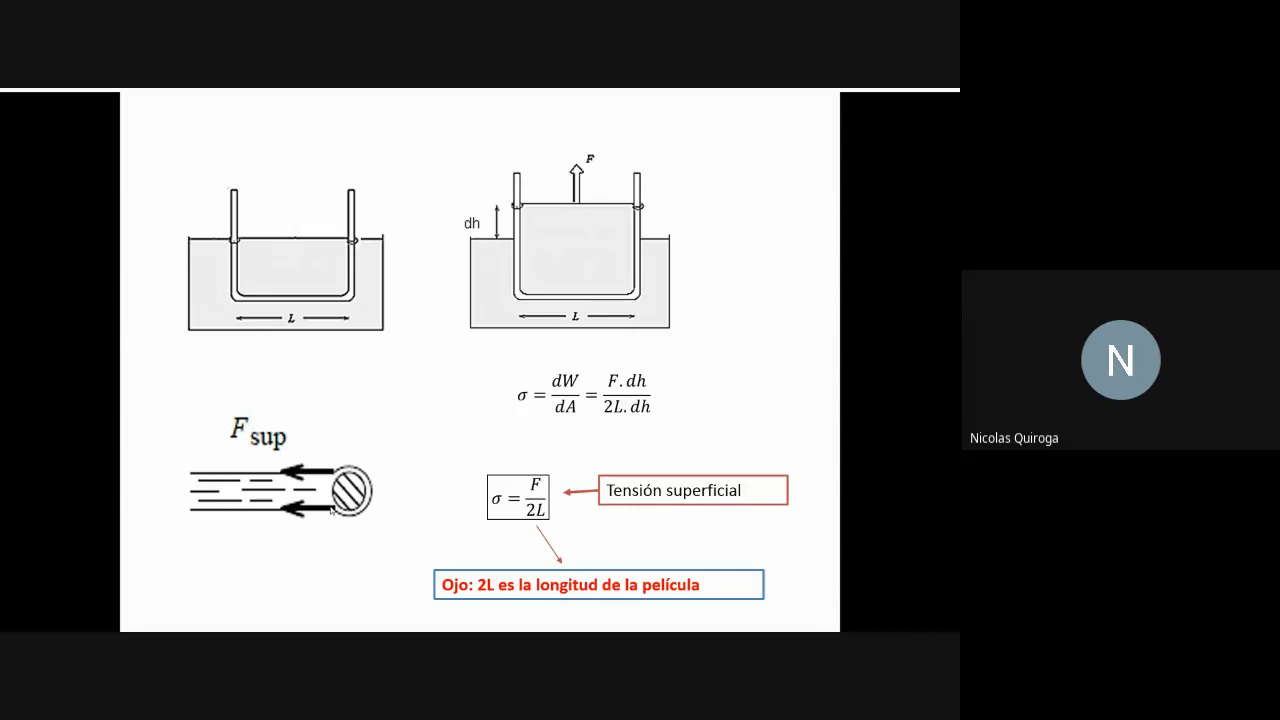 F
dh
L
L
σ = dW/dA = F.dh/2L.dh
F sup
σ = F/2L
Tensión superficial
Ojo: 2L es la longitud de la película
N
Nicolas Quiroga